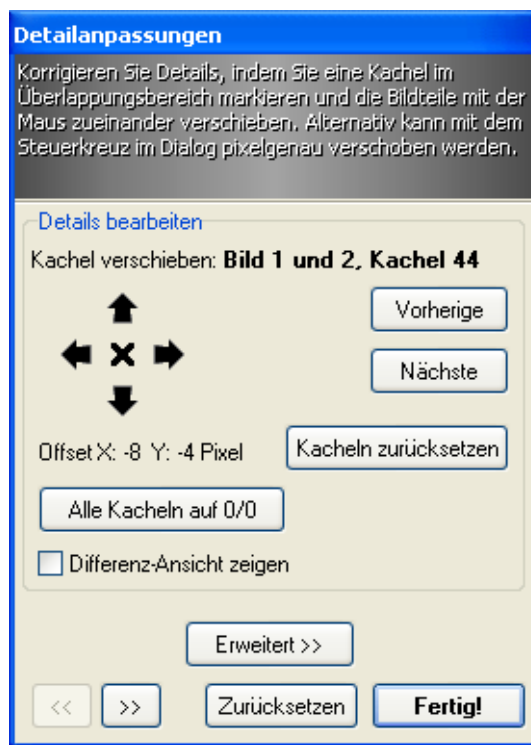 Detailanpassungen
Korrigieren Sie Details, indem Sie eine Kachel im
Überlappungsbereich markieren und die Bildteile mit der
Maus zueinander verschieben. Alternativ kann mit dem
Steuerkreuz im Dialog pixelgenau verschoben werden.
Details bearbeiten
Kachel verschieben: Bild 1 und 2, Kachel 44
Vorherige
Nächste
Offset X: -8 Y: -4 Pixel
Kacheln zurücksetzen
Alle Kacheln auf 0/0
Differenz-Ansicht zeigen
Erweitert >>
<< >> Zurücksetzen Fertig!